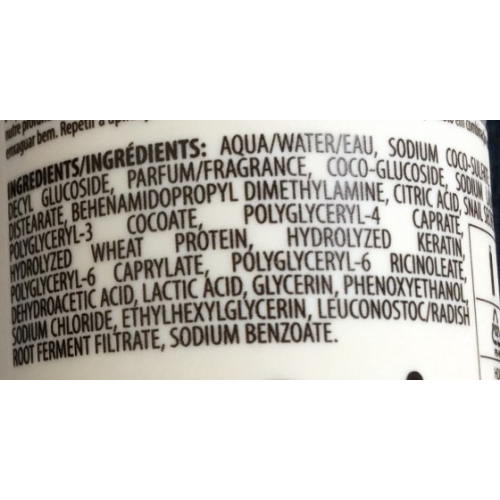 enxaguar bem. Repetir a
INGREDIENTS/INGRÉDIENTS: AQUA/WATER/EAU, SODIUM COCO-SULFATE,
DECYL GLUCOSIDE, PARFUM/FRAGRANCE, COCO-GLUCOSIDE, SODIUM
DISTEARATE, BEHENAMIDOPROPYL DIMETHYLAMINE, CITRIC ACID, SNAIL
POLYGLYCERYL-3 COCOATE, POLYGLYCERYL-4 CAPRATE,
HYDROLYZED WHEAT PROTEIN, HYDROLYZED KERATIN,
POLYGLYCERYL-6 CAPRYLATE, POLYGLYCERYL-6 RICINOLEATE,
DEHYDROACETIC ACID, LACTIC ACID, GLYCERIN, PHENOXYETHANOL,
SODIUM CHLORIDE, ETHYLHEXYLGLYCERIN, LEUCONOSTOC/RADISH
ROOT FERMENT FILTRATE, SODIUM BENZOATE.